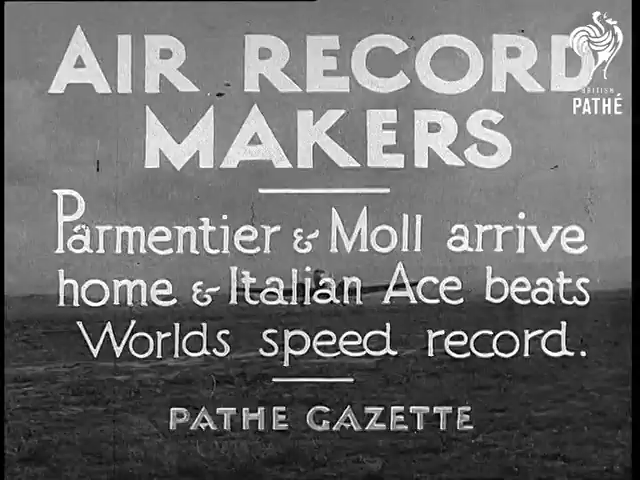 AIR RECORD
MAKERS
Parmentier & Moll arrive
home & Italian Ace beats
Worlds speed record.
PATHE GAZETTE
BRITISH
PATHÉ